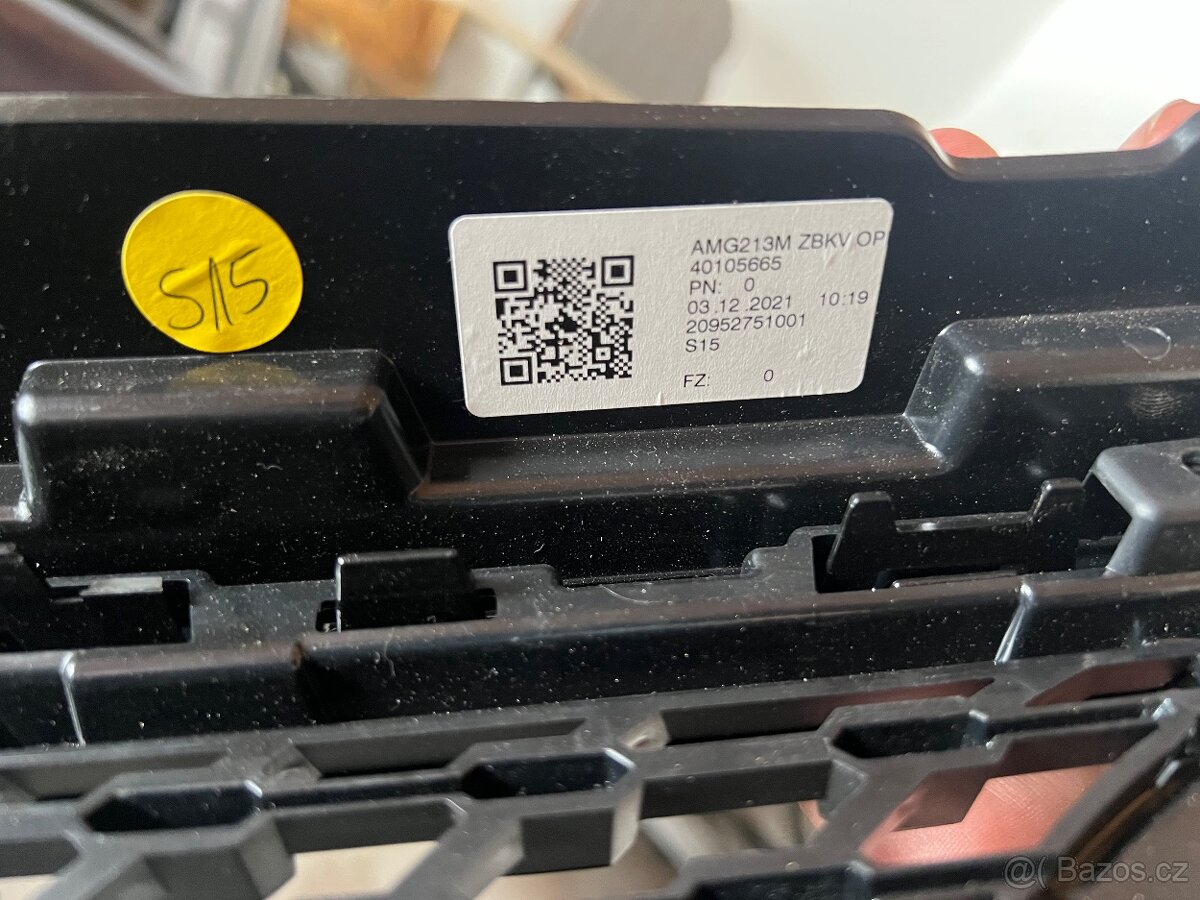 S/15
AMG213M ZBKV OP
40105665
PN: 0
03.12.2021 10:19
20952751001
S15
FZ: 0
@( Bazos.cz